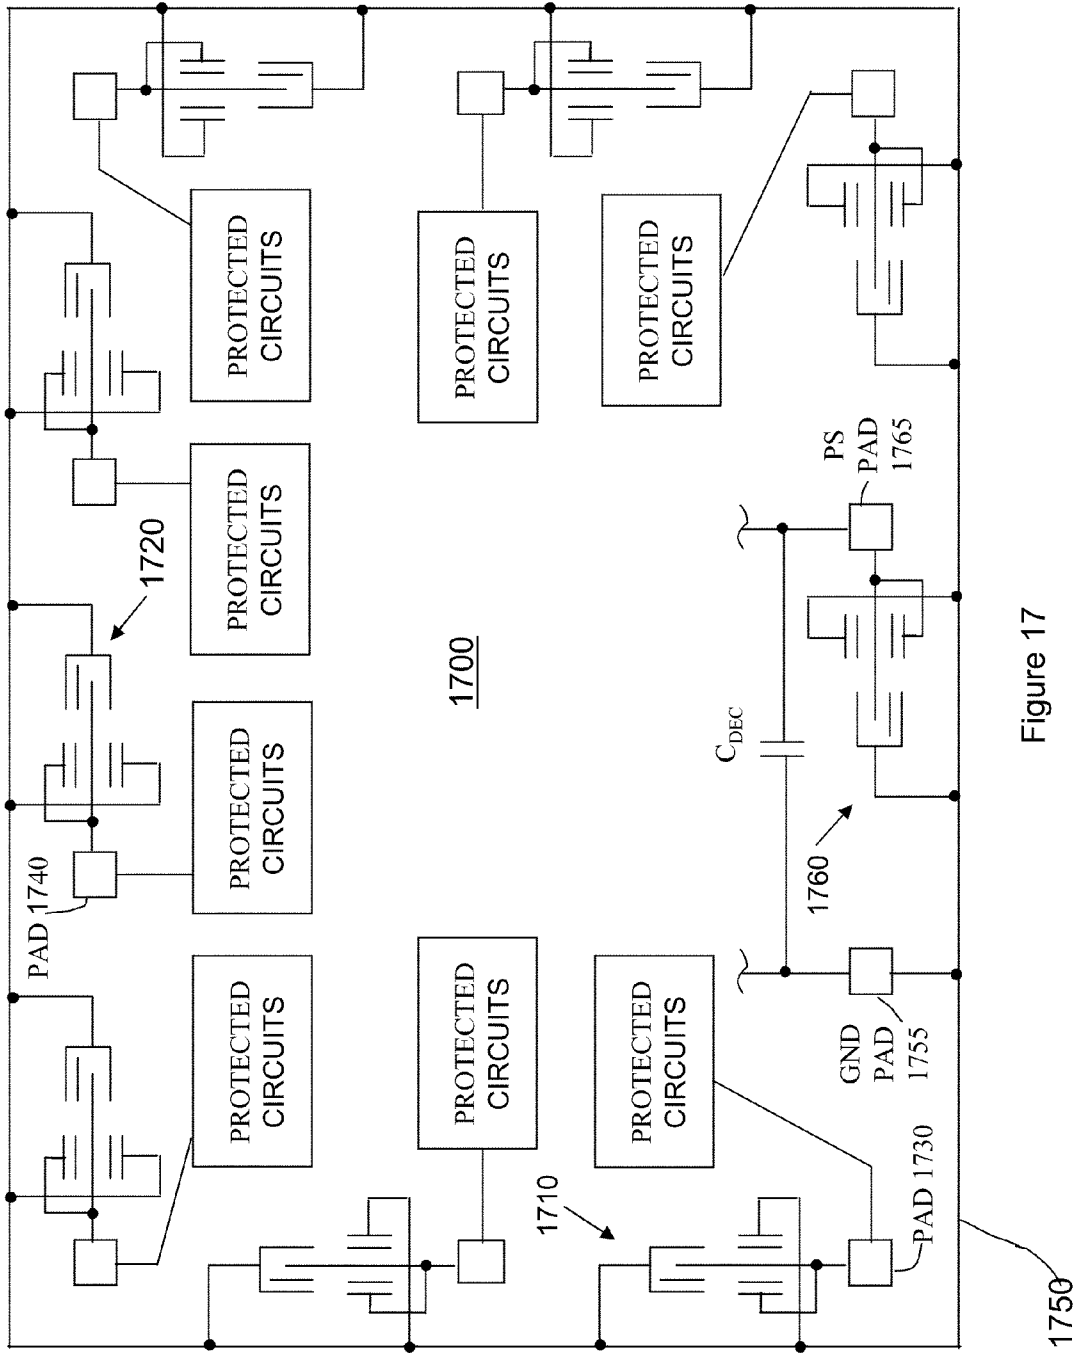 PAD 1740
1720
PROTECTED
CIRCUITS
PROTECTED
CIRCUITS
PROTECTED
CIRCUITS
PROTECTED
CIRCUITS
1700
PROTECTED
CIRCUITS
PROTECTED
CIRCUITS
1710
PROTECTED
CIRCUITS
PROTECTED
CIRCUITS
CDEC
1760
GND
PAD
1755
PS
PAD
1765
PAD 1730
1750
Figure 17